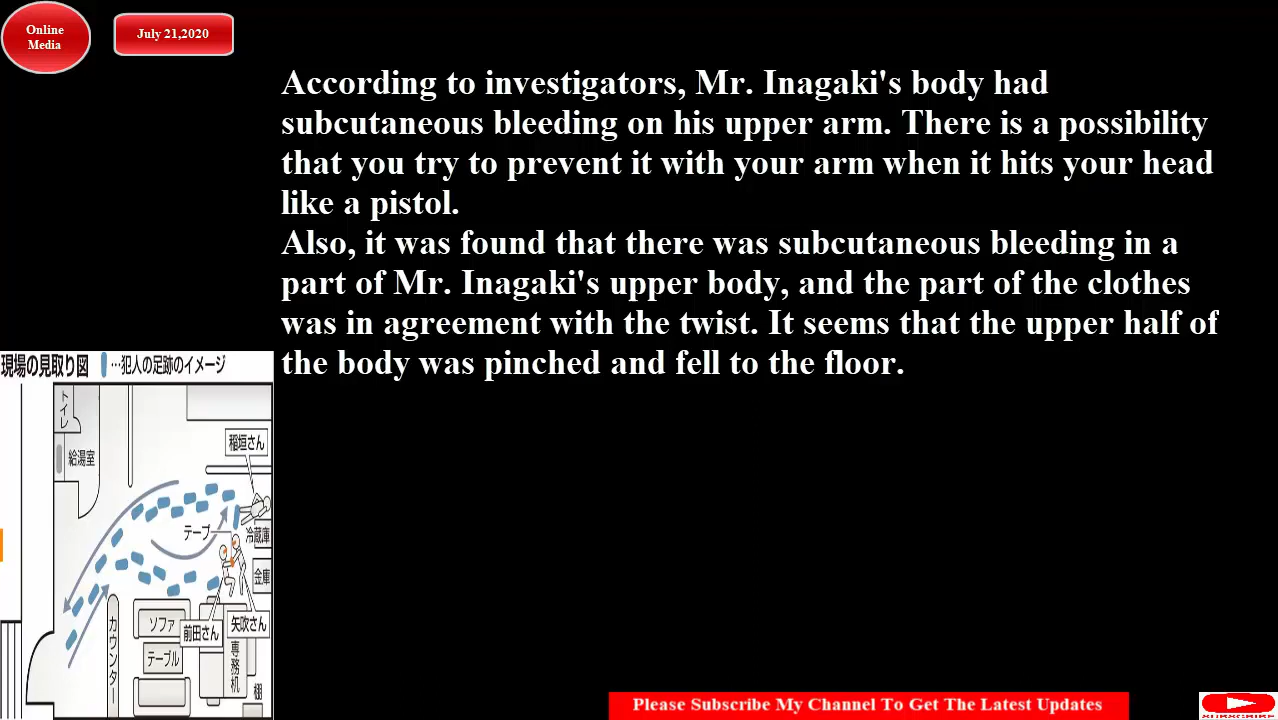 Online
Media
July 21,2020
According to investigators, Mr. Inagaki's body had
subcutaneous bleeding on his upper arm. There is a possibility
that you try to prevent it with your arm when it hits your head
like a pistol.
Also, it was found that there was subcutaneous bleeding in a
part of Mr. Inagaki's upper body, and the part of the clothes
was in agreement with the twist. It seems that the upper half of
the body was pinched and fell to the floor.
現場の見取り図 …犯人の足跡のイメージ
トイレ
稲垣さん
給湯室
テープ
冷蔵庫
金庫
カウンター
ソファ
前田さん
矢吹さん
テーブル
専務机
棚
Please Subscribe My Channel To Get The Latest Updates
SUBSCRIBE